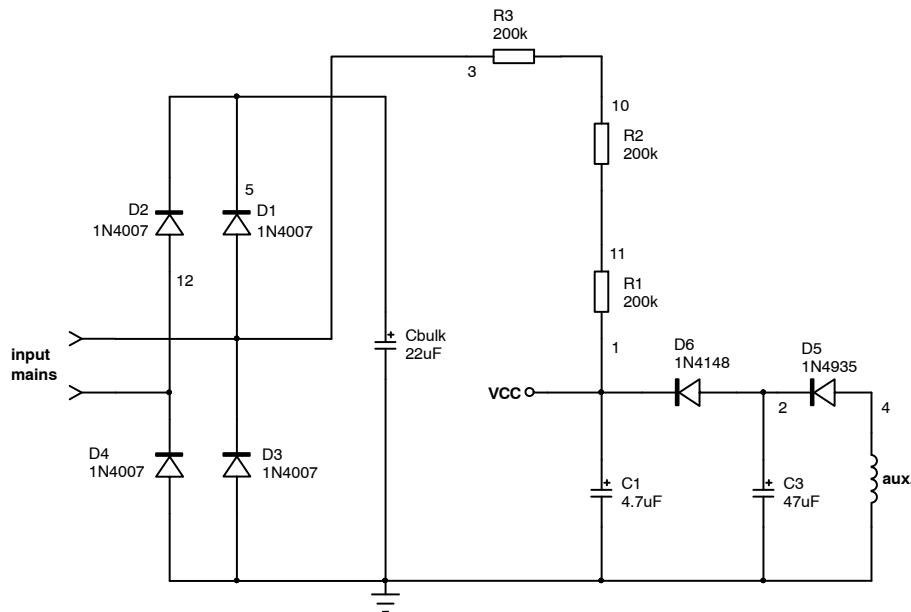 R3
200k
3
10
R2
200k
5
D2
1N4007
D1
1N4007
11
12
R1
200k
input
mains
Cbulk
22uF
1
D6
1N4148
D5
1N4935
VCC
2
4
D4
1N4007
D3
1N4007
C1
4.7uF
C3
47uF
aux.